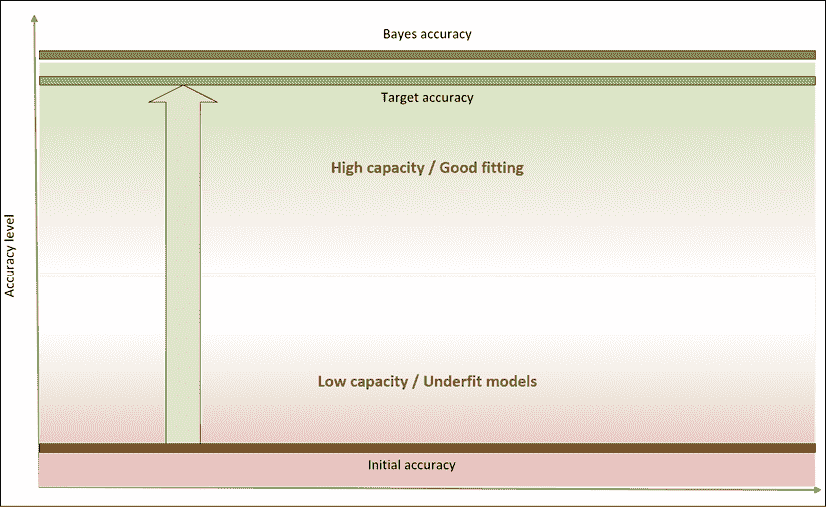 Bayes accuracy
Target accuracy
High capacity / Good fitting
Accuracy level
Low capacity / Underfit models
Initial accuracy